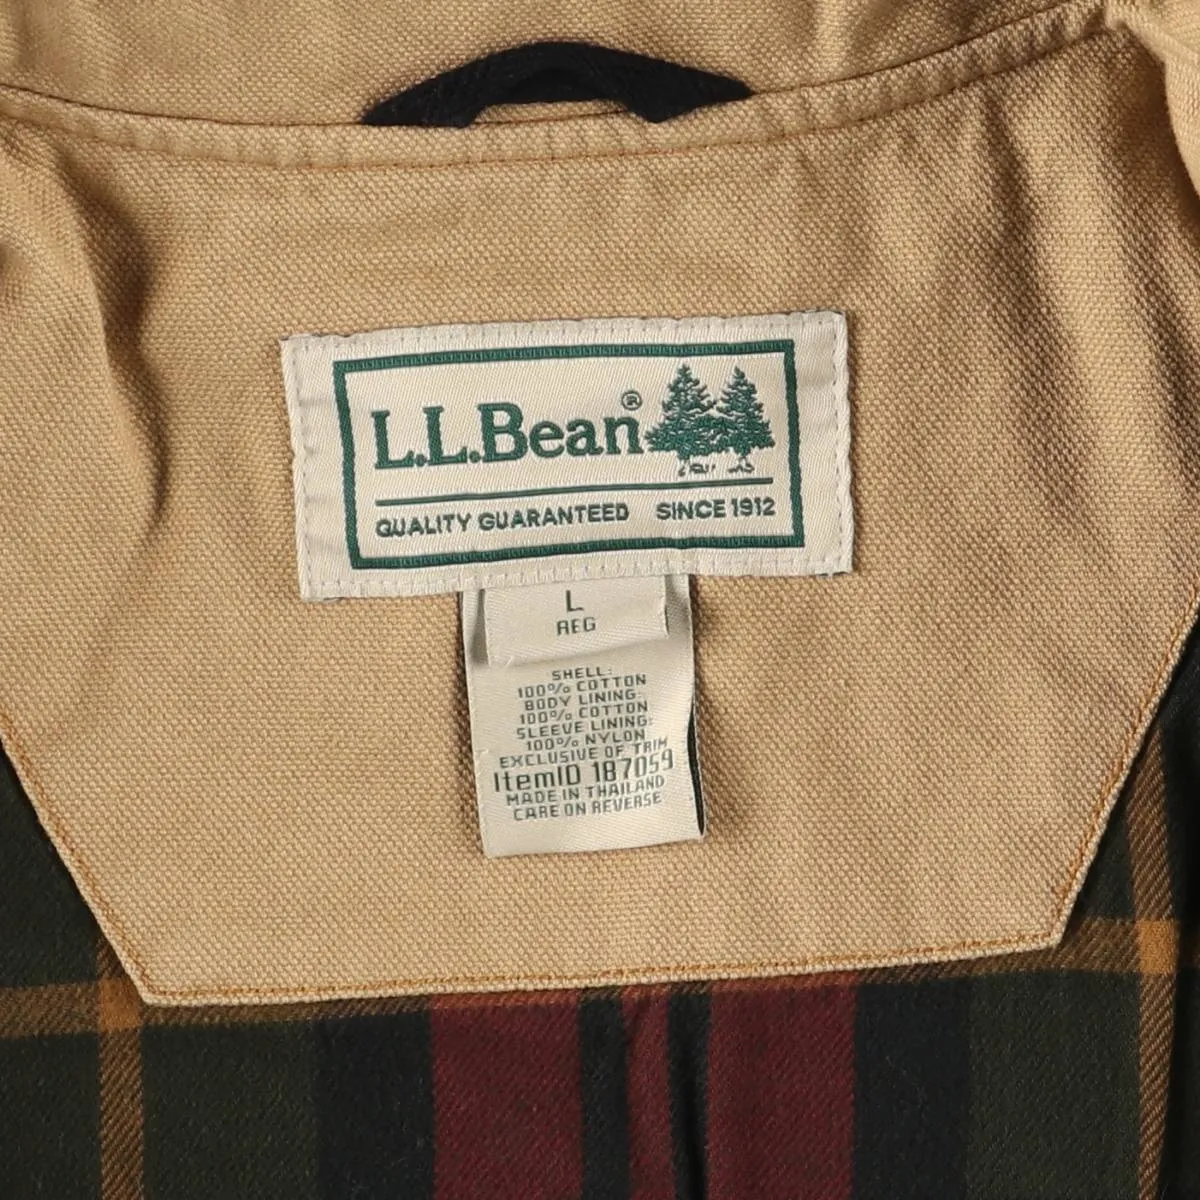 L.L.Bean®
QUALITY GUARANTEED SINCE 1912
L
REG
SHELL:
100% COTTON
BODY LINING:
100% COTTON
SLEEVE LINING:
100% NYLON
EXCLUSIVE OF TRIM
ItemID 187059
MADE IN THAILAND
CARE ON REVERSE